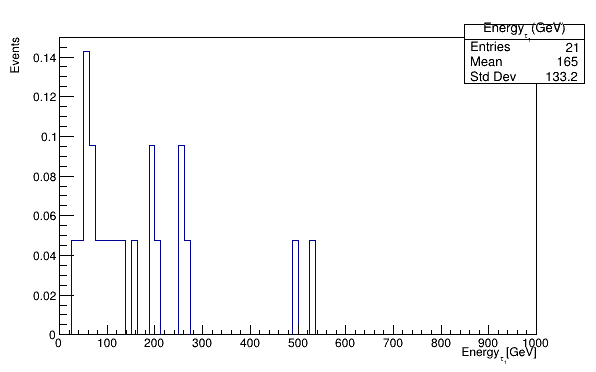 Energy_τ₁(GeV)
Entries 21
Mean 165
Std Dev 133.2
Events
0.14
0.12
0.1
0.08
0.06
0.04
0.02
0
0 100 200 300 400 500 600 700 800 900 1000
Energy_τ₁[GeV]